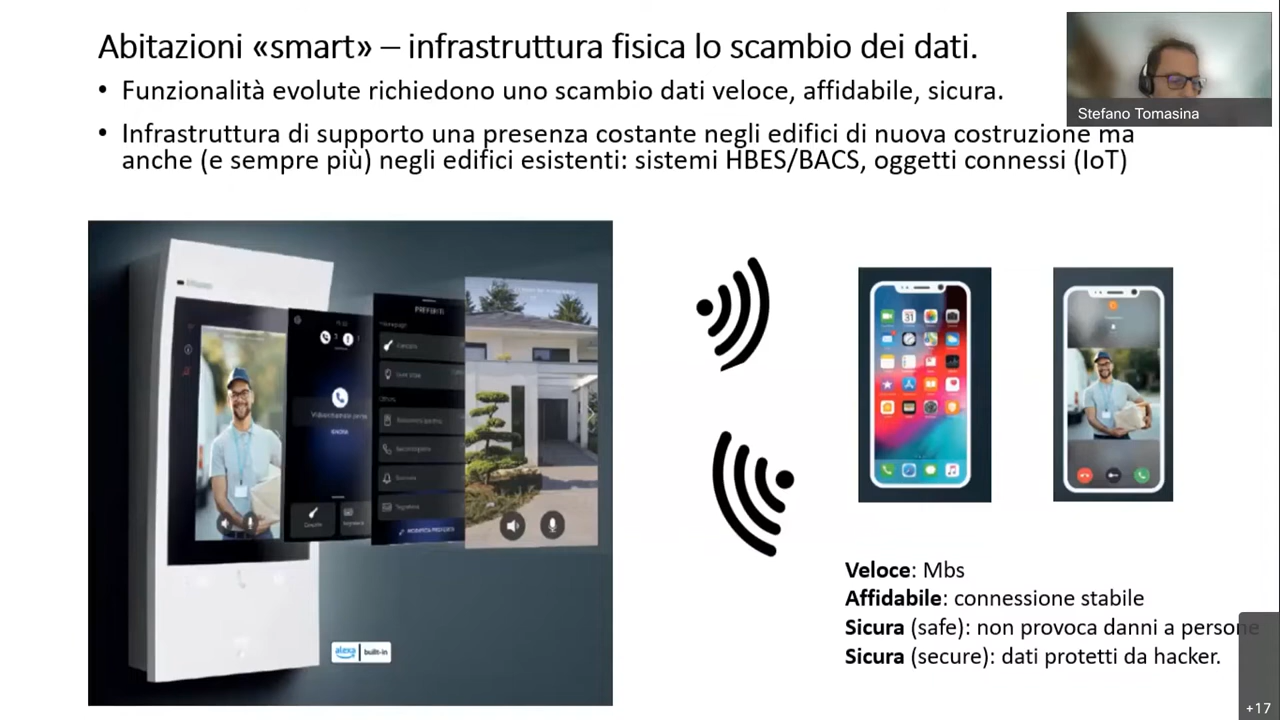 Abitazioni «smart» – infrastruttura fisica lo scambio dei dati.
• Funzionalità evolute richiedono uno scambio dati veloce, affidabile, sicura.
• Infrastruttura di supporto una presenza costante negli edifici di nuova costruzione ma
anche (e sempre più) negli edifici esistenti: sistemi HBES/BACS, oggetti connessi (IoT)
Stefano Tomasina
PREFERITI
Homepage
alexa built-in
Veloce: Mbs
Affidabile: connessione stabile
Sicura (safe): non provoca danni a persone
Sicura (secure): dati protetti da hacker.
+17